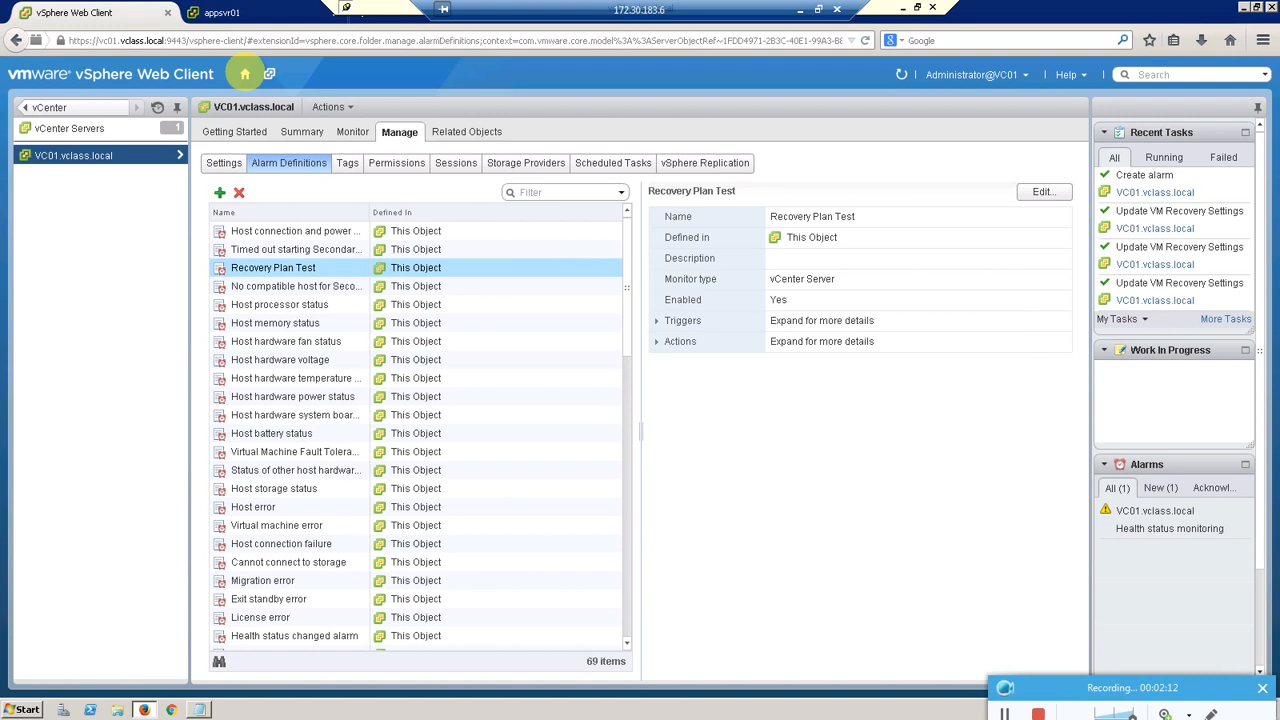 vSphere Web Client
appsvr01
172.30.183.6
https://vc01.vclass.local:9443/vsphere-client/#extensionId=vsphere.core.folder.manage.alarmDefinitions;context=com.vmware.core.model%3A%3AServerObjectRef~1FDD4971-2B3C-40E1-99A3-B8
Google
vmware vSphere Web Client
Administrator@VC01
Help
Search
vCenter
vCenter Servers
1
VC01.vclass.local
VC01.vclass.local
Actions
Getting Started
Summary
Monitor
Manage
Related Objects
Settings
Alarm Definitions
Tags
Permissions
Sessions
Storage Providers
Scheduled Tasks
vSphere Replication
Filter
Name
Defined In
Host connection and power ... This Object
Timed out starting Secondar... This Object
Recovery Plan Test This Object
No compatible host for Seco... This Object
Host processor status This Object
Host memory status This Object
Host hardware fan status This Object
Host hardware voltage This Object
Host hardware temperature ... This Object
Host hardware power status This Object
Host hardware system boar... This Object
Host battery status This Object
Virtual Machine Fault Tolera... This Object
Status of other host hardwar... This Object
Host storage status This Object
Host error This Object
Virtual machine error This Object
Host connection failure This Object
Cannot connect to storage This Object
Migration error This Object
Exit standby error This Object
License error This Object
Health status changed alarm This Object
69 items
Recovery Plan Test
Edit...
Name Recovery Plan Test
Defined in This Object
Description
Monitor type vCenter Server
Enabled Yes
Triggers Expand for more details
Actions Expand for more details
Recent Tasks
All
Running
Failed
Create alarm
VC01.vclass.local
Update VM Recovery Settings
VC01.vclass.local
Update VM Recovery Settings
VC01.vclass.local
Update VM Recovery Settings
VC01.vclass.local
My Tasks
More Tasks
Work In Progress
Alarms
All (1)
New (1)
Acknowl...
VC01.vclass.local
Health status monitoring
Recording... 00:02:12
Start